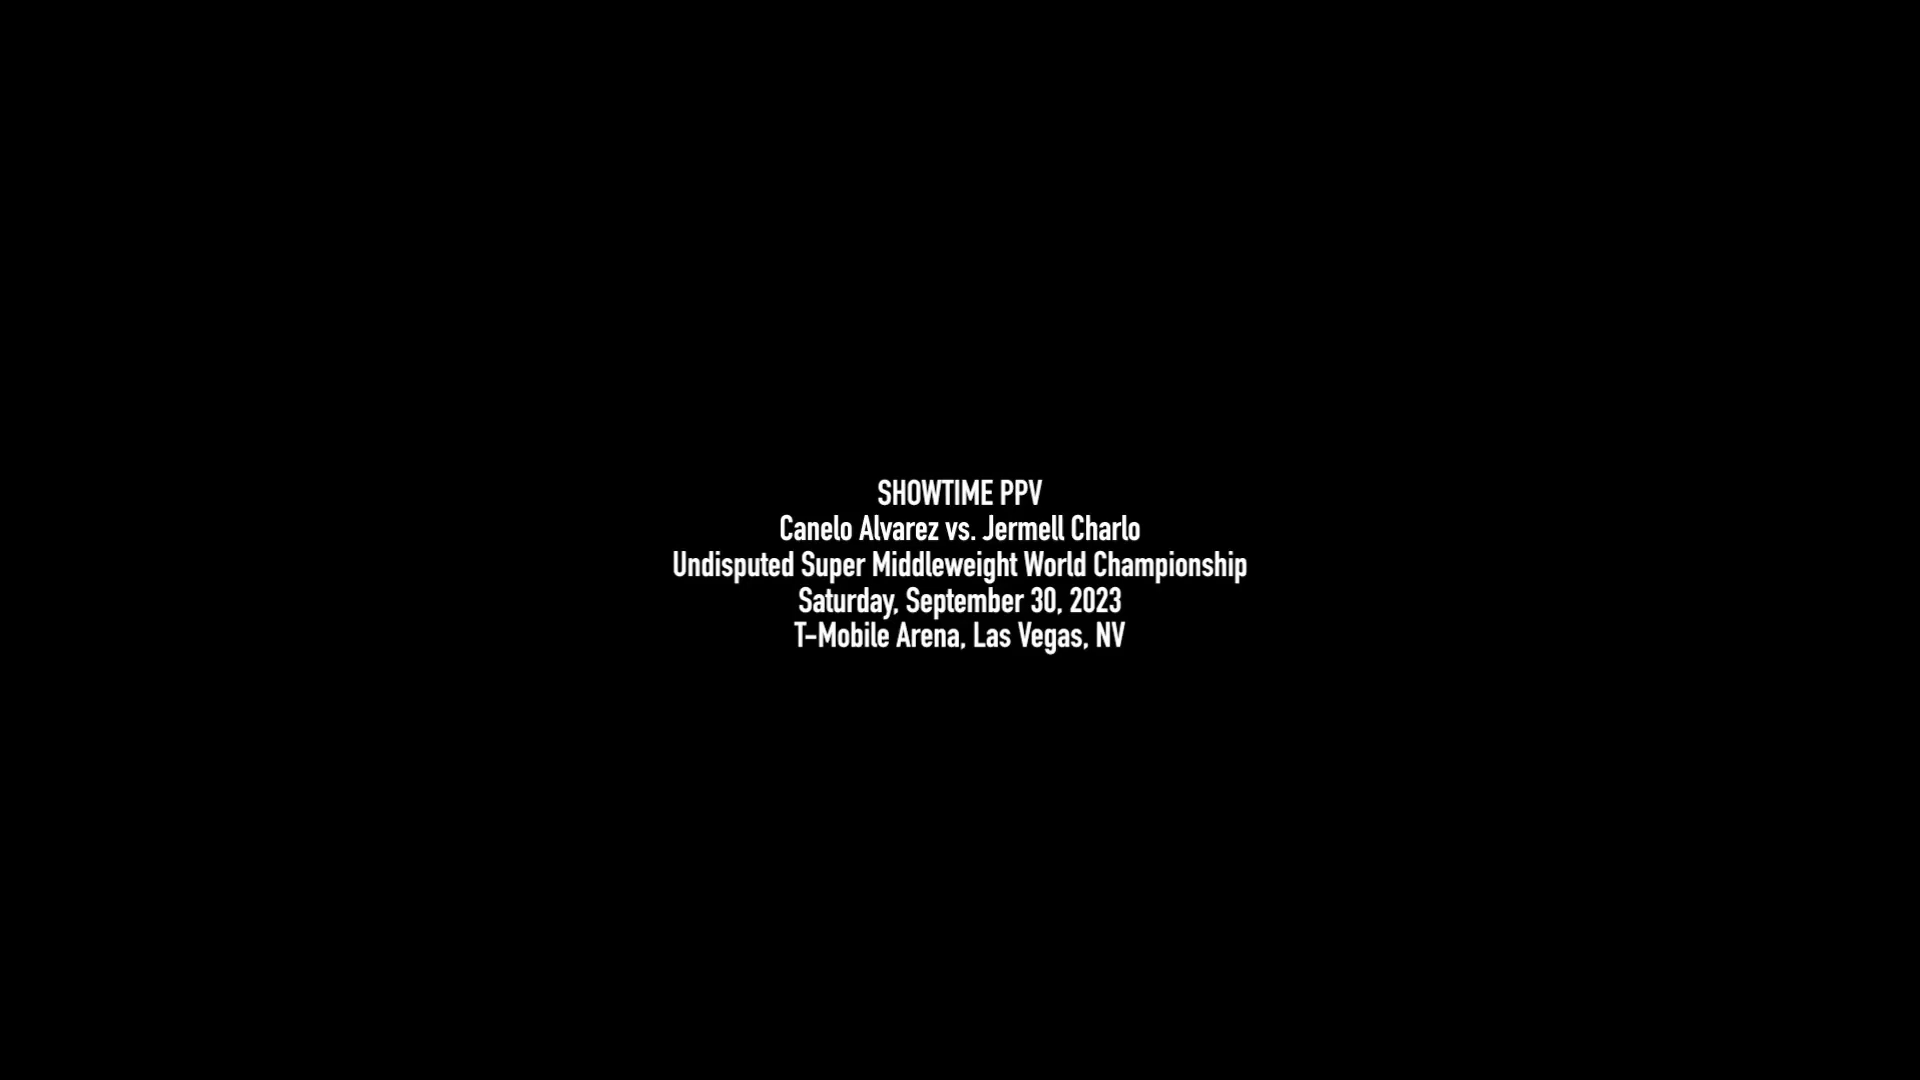 SHOWTIME PPV
Canelo Alvarez vs. Jermell Charlo
Undisputed Super Middleweight World Championship
Saturday, September 30, 2023
T-Mobile Arena, Las Vegas, NV